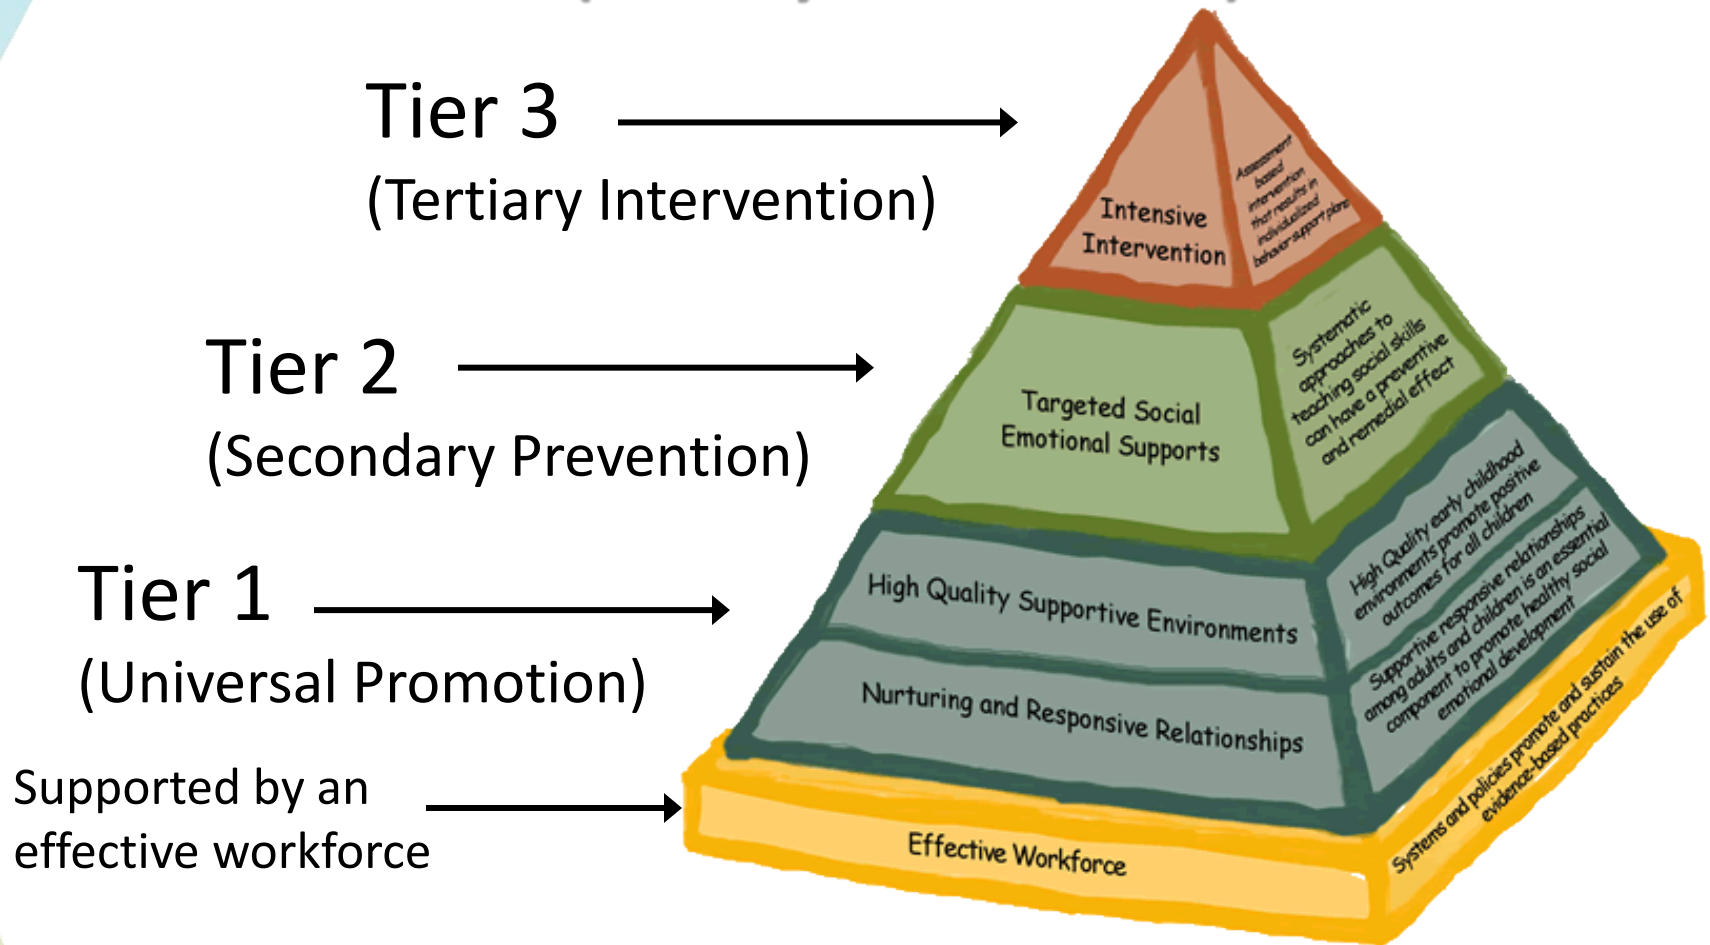 Tier 3
(Tertiary Intervention)
Intensive
Intervention
Assessment
based
intervention
that results in
individualized
behavior support plans
Tier 2
(Secondary Prevention)
Targeted Social
Emotional Supports
Systematic
approaches to
teaching social skills
can have a preventive
and remedial effect
Tier 1
(Universal Promotion)
High Quality Supportive Environments
High Quality early childhood
environments promote positive
outcomes for all children
Nurturing and Responsive Relationships
Supportive responsive relationships
among adults and children is an essential
component to promote healthy social
emotional development
Supported by an
effective workforce
Effective Workforce
Systems and policies promote and sustain the use of
evidence-based practices